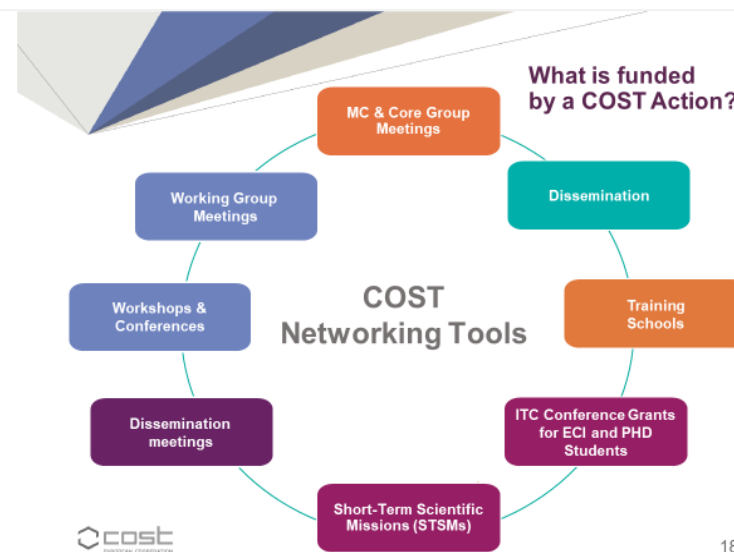 What is funded
by a COST Action?
MC & Core Group
Meetings
Dissemination
Working Group
Meetings
Training
Schools
Workshops &
Conferences
COST
Networking Tools
ITC Conference Grants
for ECI and PHD
Students
Dissemination
meetings
Short-Term Scientific
Missions (STSMs)
cost
EUROPEAN COOPERATION
18